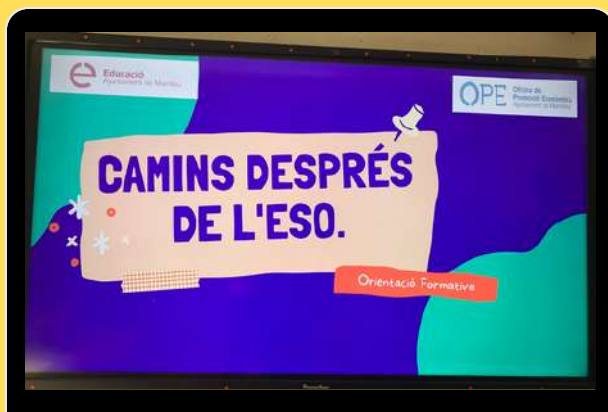 Educació
Ajuntament de Manlleu
OPE
Oficina de
Promoció Econòmica
Ajuntament de Manlleu
CAMINS DESPRÉS
DE L'ESO.
Orientació Formativa